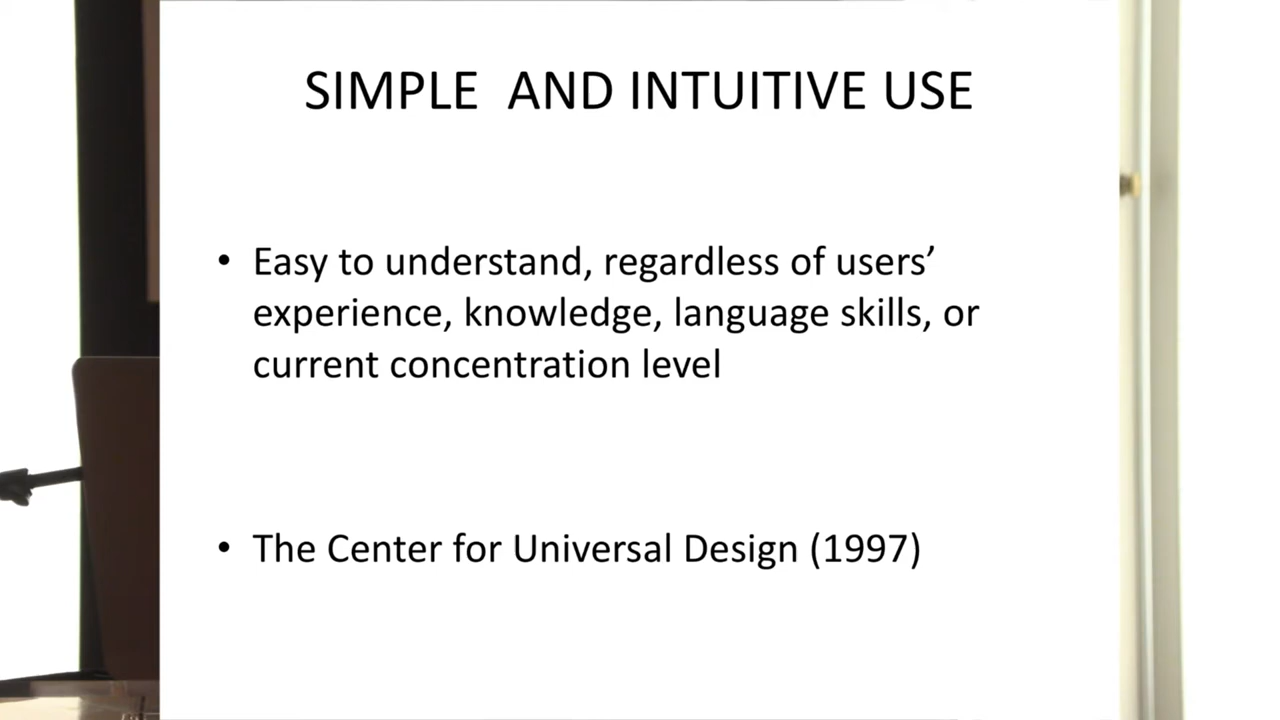 SIMPLE  AND INTUITIVE USE
• Easy to understand, regardless of users’
experience, knowledge, language skills, or
current concentration level
• The Center for Universal Design (1997)